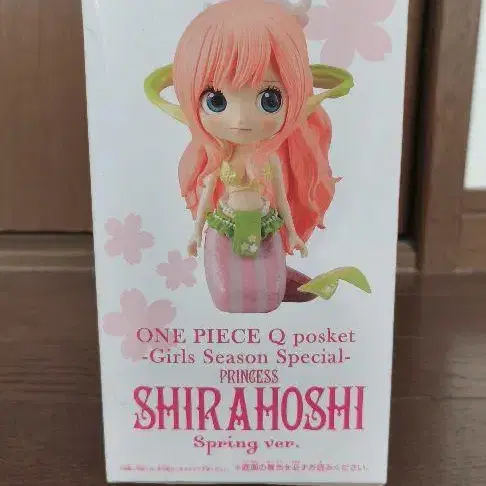 ONE PIECE Q posket
-Girls Season Special-
PRINCESS
SHIRAHOSHI
Spring ver.